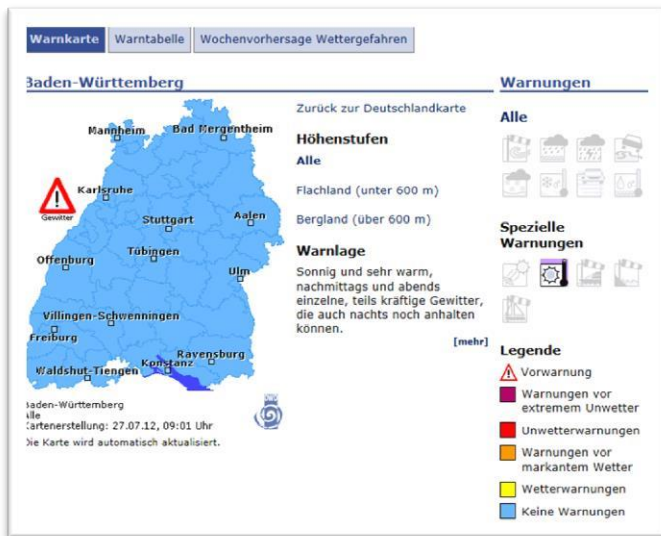 Warnkarte Warntabelle Wochenvorhersage Wettergefahren
Baden-Württemberg
Mannheim
Bad Mergentheim
Karlsruhe
Gewitter
Stuttgart
Aalen
Tübingen
Offenburg
Ulm
Villingen-Schwenningen
Freiburg
Ravensburg
Konstanz
Waldshut-Tiengen
Baden-Württemberg
Alle
Kartenerstellung: 27.07.12, 09:01 Uhr
Die Karte wird automatisch aktualisiert.
Zurück zur Deutschlandkarte
Höhenstufen
Alle
Flachland (unter 600 m)
Bergland (über 600 m)
Warnlage
Sonnig und sehr warm,
nachmittags und abends
einzelne, teils kräftige Gewitter,
die auch nachts noch anhalten
können.
[mehr]
Warnungen
Alle
Spezielle
Warnungen
Legende
Vorwarnung
Warnungen vor
extremem Unwetter
Unwetterwarnungen
Warnungen vor
markantem Wetter
Wetterwarnungen
Keine Warnungen